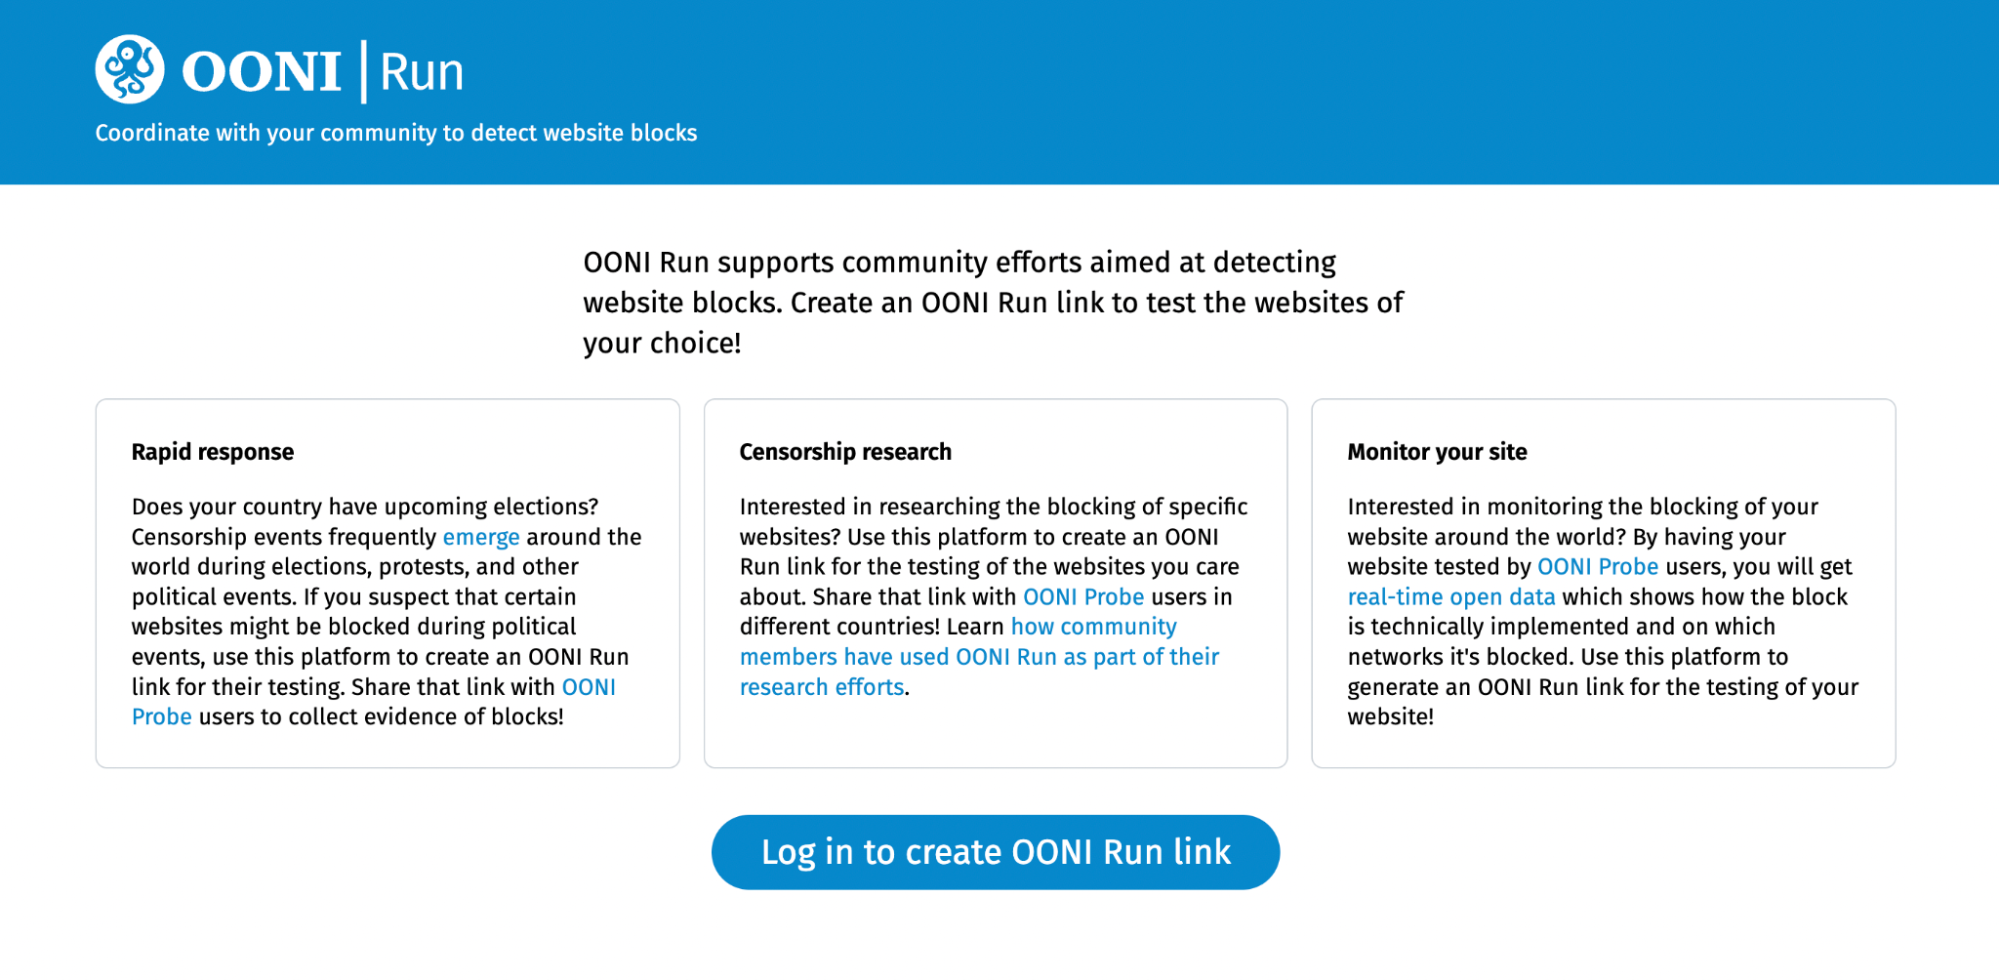 OONI | Run
Coordinate with your community to detect website blocks
OONI Run supports community efforts aimed at detecting
website blocks. Create an OONI Run link to test the websites of
your choice!
Rapid response
Does your country have upcoming elections?
Censorship events frequently emerge around the
world during elections, protests, and other
political events. If you suspect that certain
websites might be blocked during political
events, use this platform to create an OONI Run
link for their testing. Share that link with OONI
Probe users to collect evidence of blocks!
Censorship research
Interested in researching the blocking of specific
websites? Use this platform to create an OONI
Run link for the testing of the websites you care
about. Share that link with OONI Probe users in
different countries! Learn how community
members have used OONI Run as part of their
research efforts.
Monitor your site
Interested in monitoring the blocking of your
website around the world? By having your
website tested by OONI Probe users, you will get
real-time open data which shows how the block
is technically implemented and on which
networks it's blocked. Use this platform to
generate an OONI Run link for the testing of your
website!
Log in to create OONI Run link